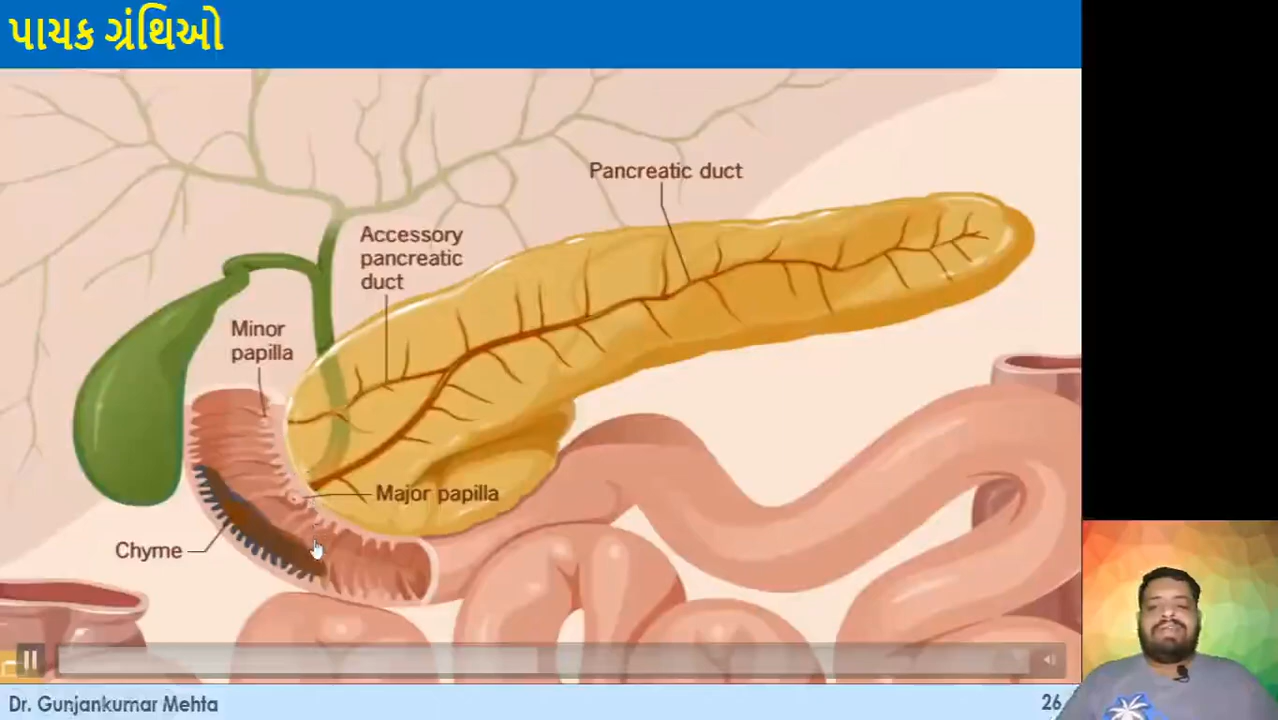 પાચક ગ્રંથિઓ
Pancreatic duct
Accessory
pancreatic
duct
Minor
papilla
Major papilla
Chyme
Dr. Gunjankumar Mehta
26